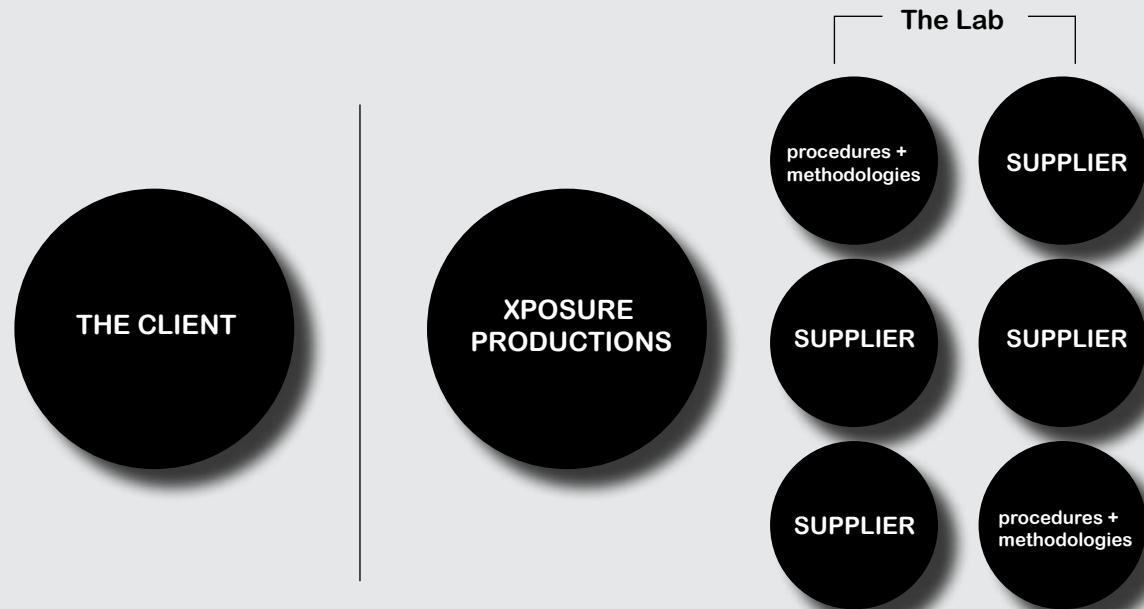 The Lab
procedures +
methodologies
SUPPLIER
THE CLIENT
XPOSURE
PRODUCTIONS
SUPPLIER
SUPPLIER
SUPPLIER
procedures +
methodologies